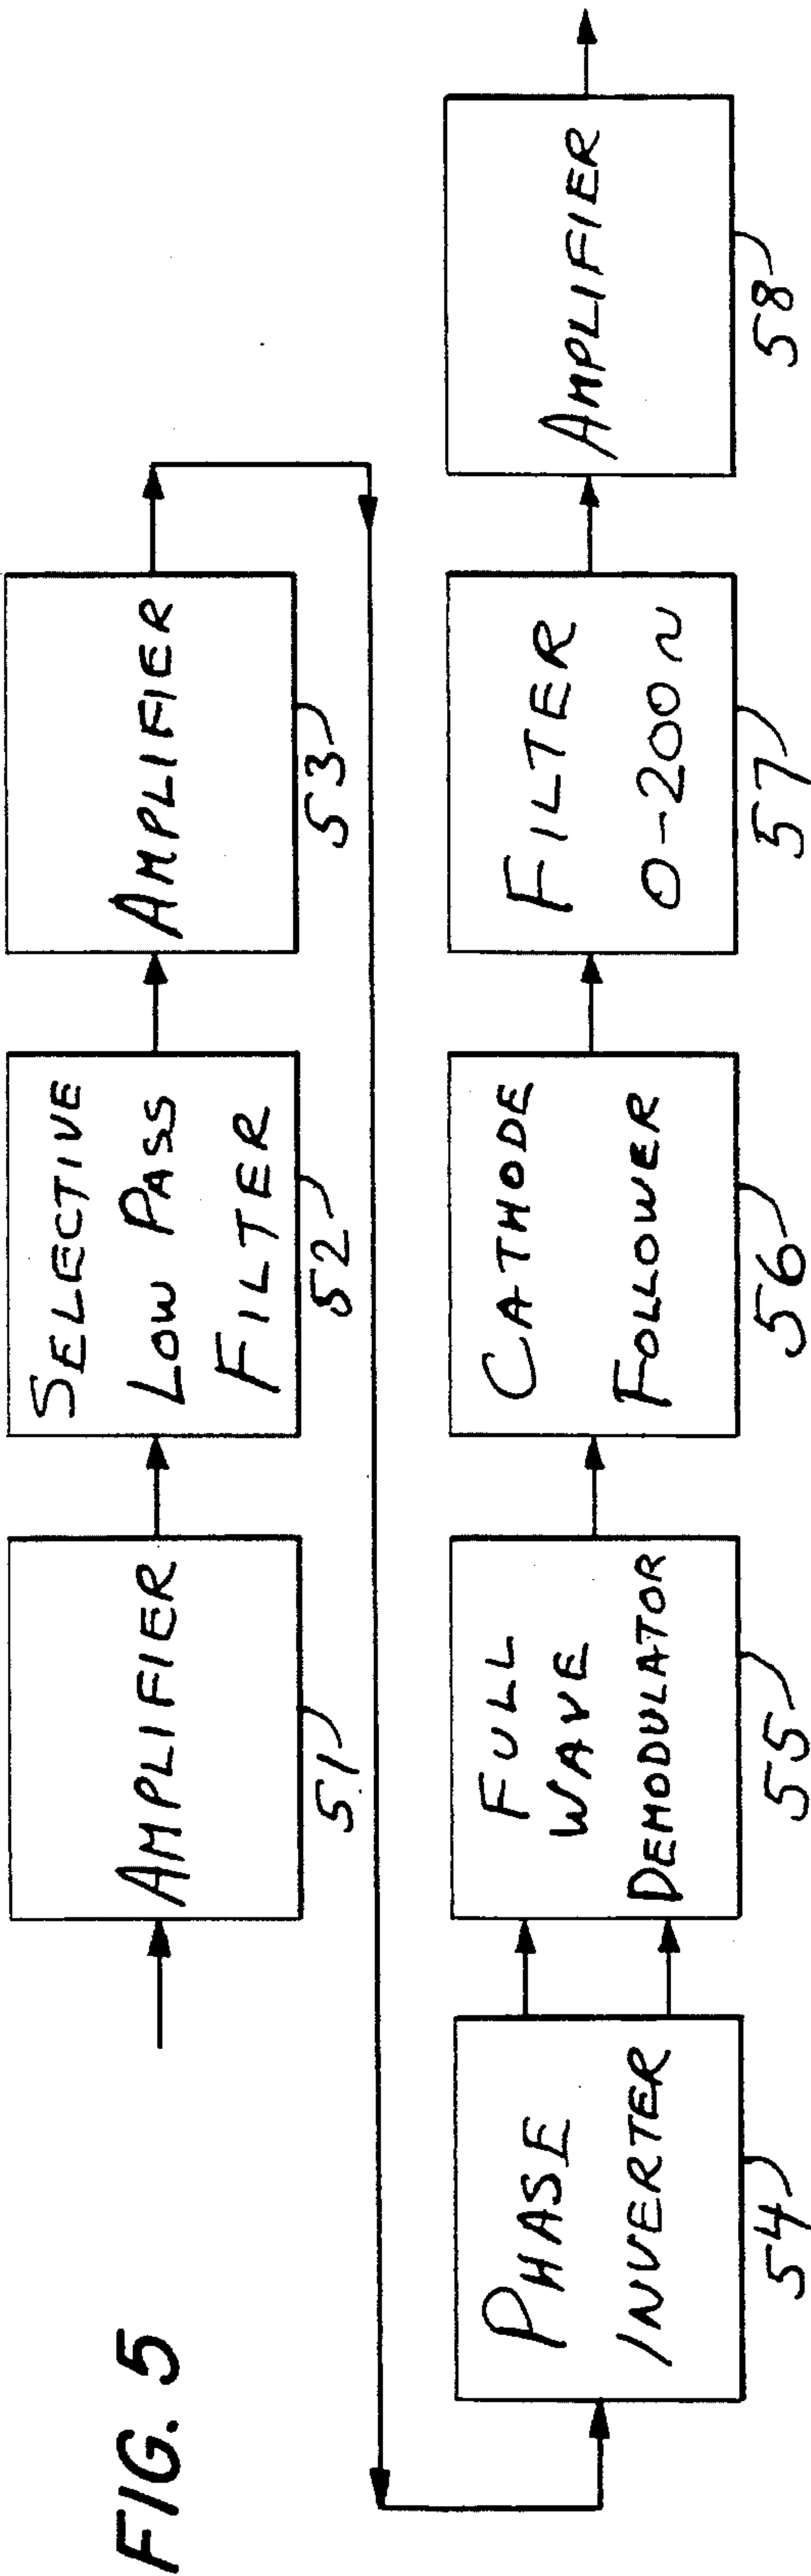 FIG. 5
AMPLIFIER
51
SELECTIVE
LOW PASS
FILTER
52
AMPLIFIER
53
PHASE
INVERTER
54
FULL
WAVE
DEMODULATOR
55
CATHODE
FOLLOWER
56
FILTER
0-200~
57
AMPLIFIER
58